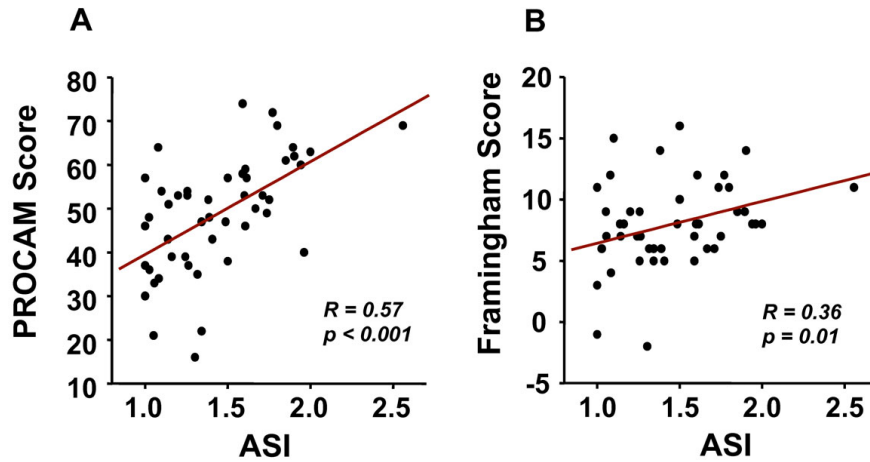 A
PROCAM Score
80
70
60
50
40
30
20
10
R = 0.57
p < 0.001
1.0 1.5 2.0 2.5
ASI
B
Framingham Score
20
15
10
5
0
-5
R = 0.36
p = 0.01
1.0 1.5 2.0 2.5
ASI